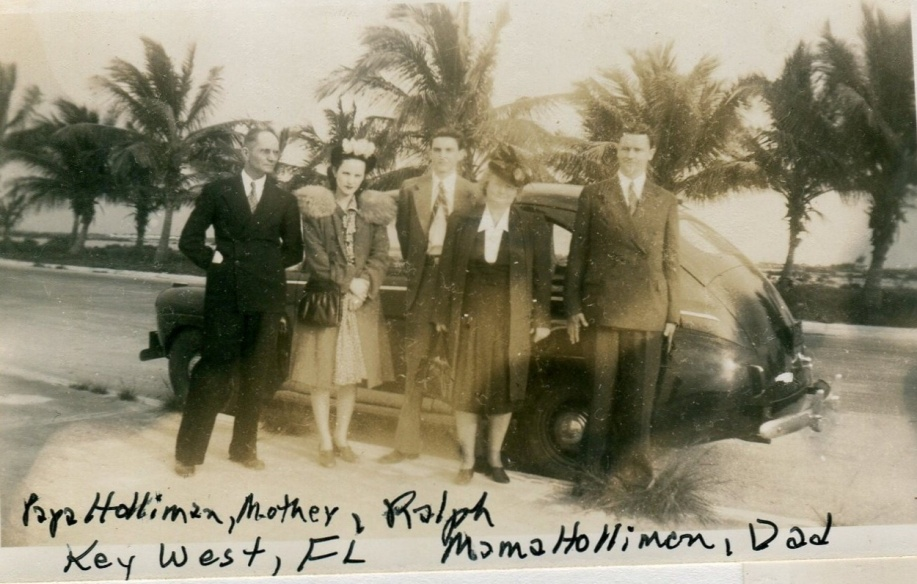 Papa Holliman, Mother, Ralph
Mama Holliman, Dad
Key West, FL